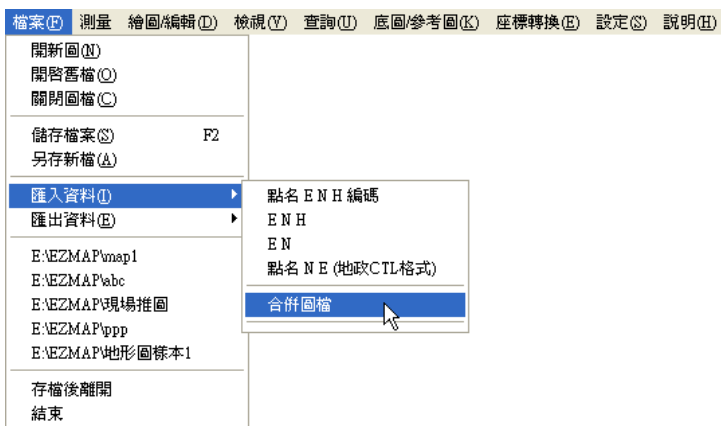 檔案(F) 測量 繪圖/編輯(D) 檢視(V) 查詢(U) 底圖/參考圖(K) 座標轉換(E) 設定(S) 說明(H)
開新圖(N)
開啓舊檔(O)
關閉圖檔(C)
儲存檔案(S) F2
另存新檔(A)
匯入資料(I)
匯出資料(E)
E:\EZMAP\map1
E:\EZMAP\abc
E:\EZMAP\現場推圖
E:\EZMAP\ppp
E:\EZMAP\地形圖樣本1
存檔後離開
結束
點名 E N H 編碼
E N H
E N
點名 N E (地政CTL格式)
合併圖檔